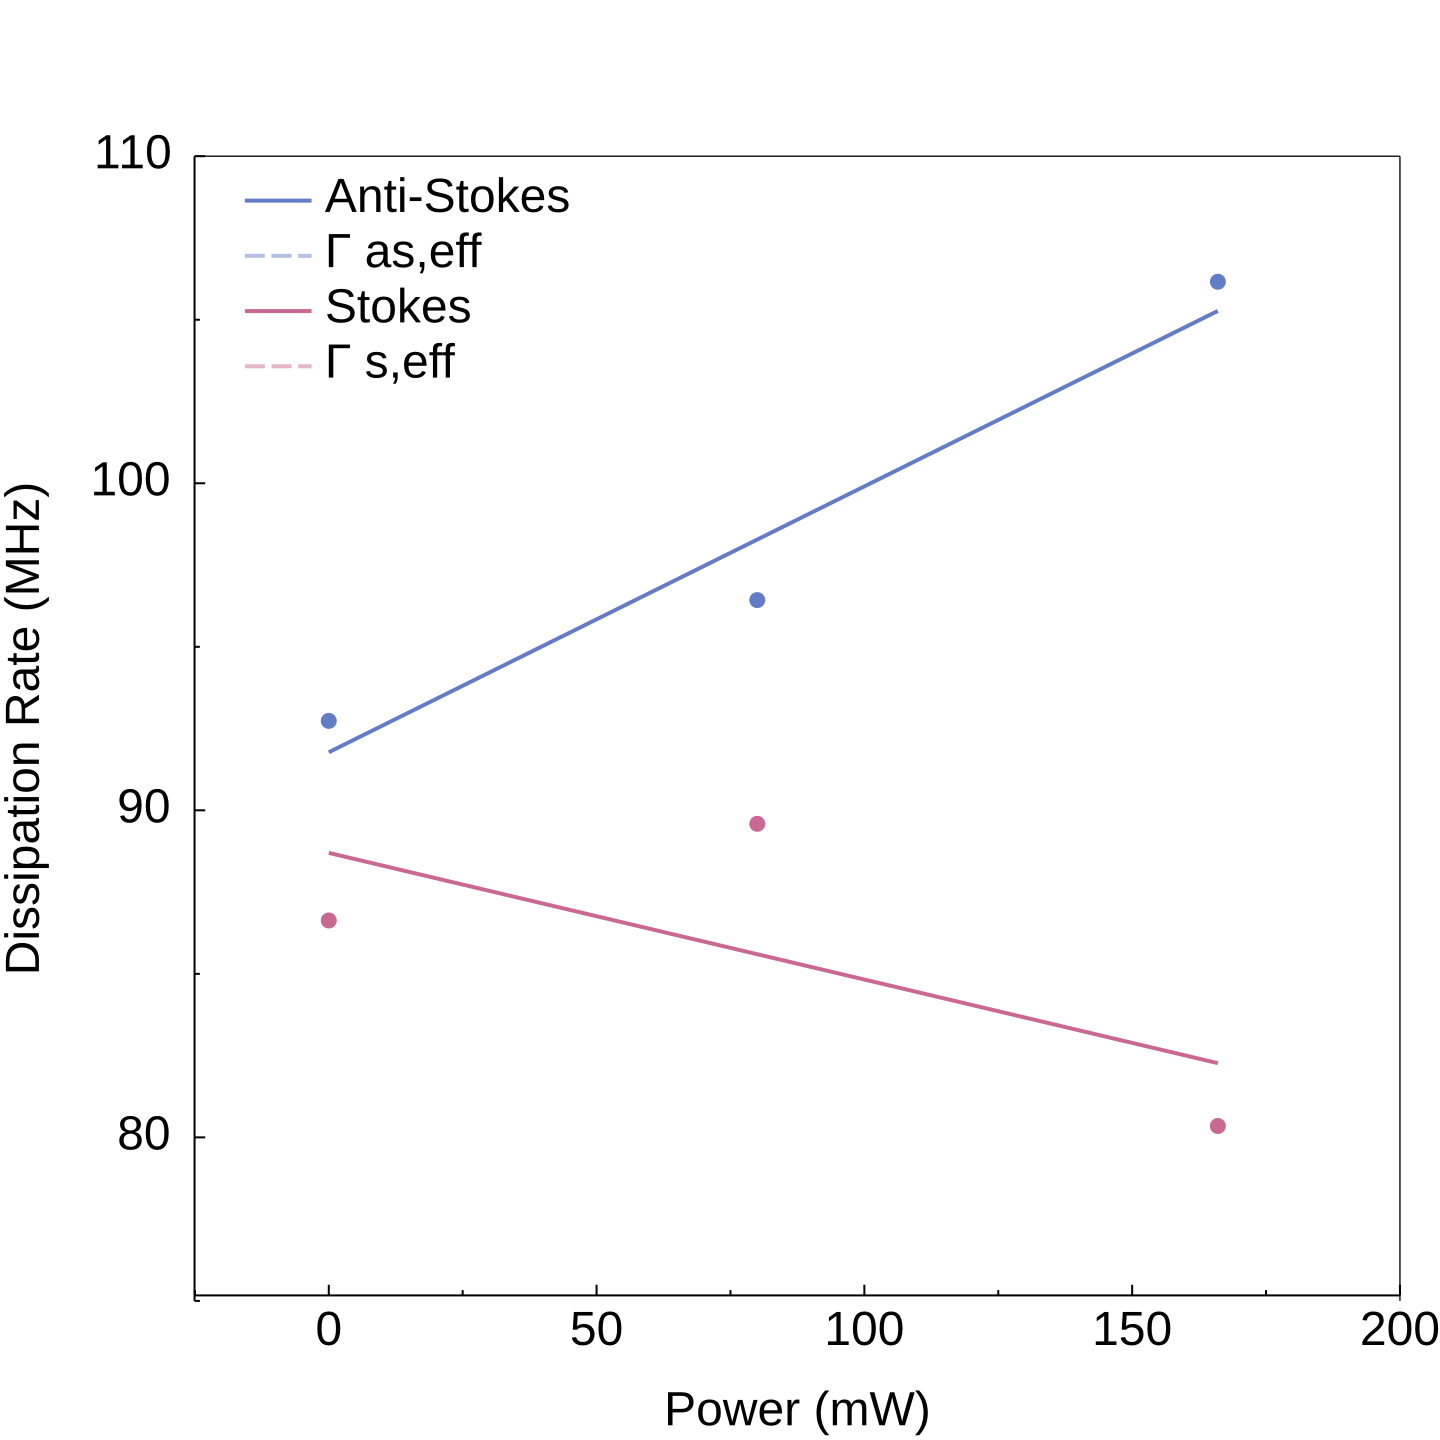 110
Anti-Stokes
Γ as,eff
Stokes
Γ s,eff
100
90
80
Dissipation Rate (MHz)
0 50 100 150 200
Power (mW)